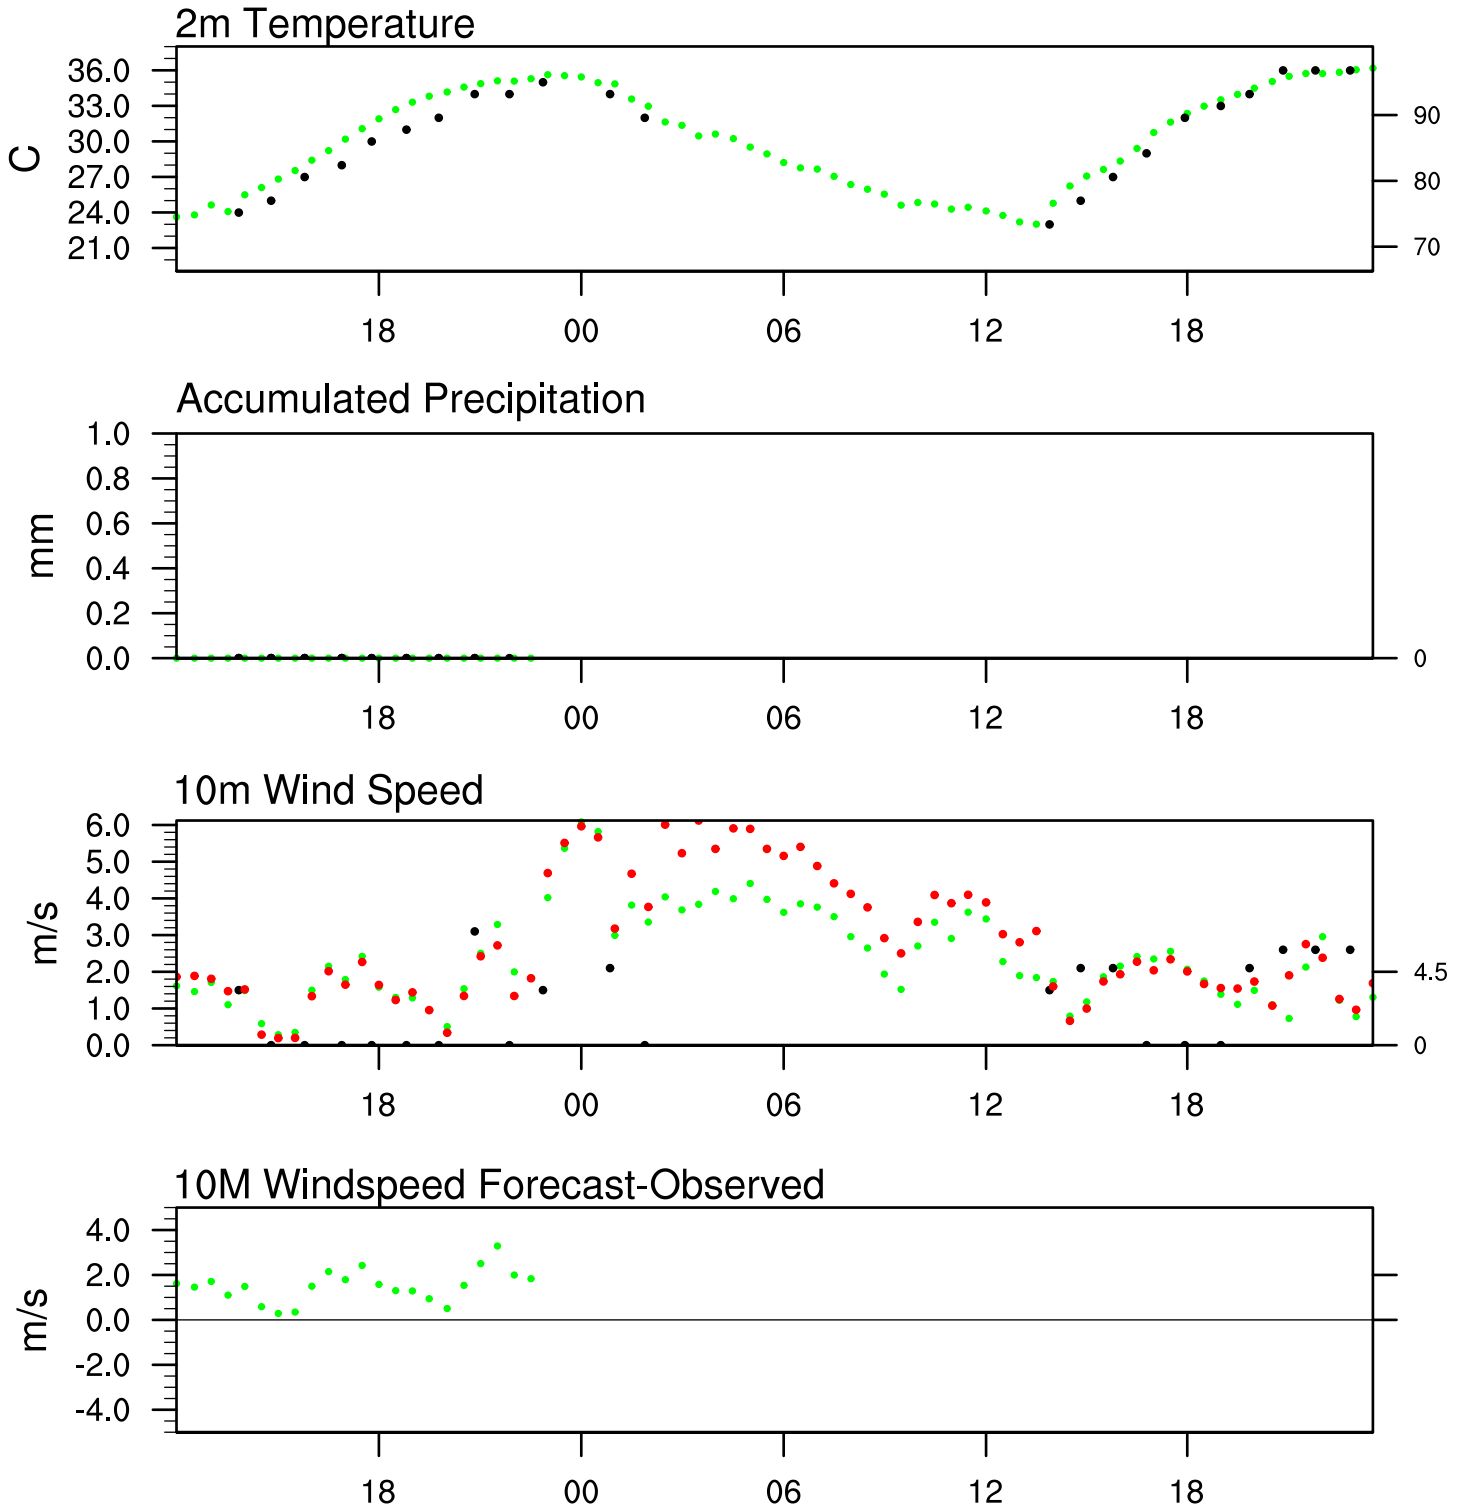 2m Temperature
36.0
33.0
30.0
27.0
24.0
21.0
C
90
80
70
18 00 06 12 18
Accumulated Precipitation
1.0
0.8
0.6
0.4
0.2
0.0
mm
0
18 00 06 12 18
10m Wind Speed
6.0
5.0
4.0
3.0
2.0
1.0
0.0
m/s
4.5
0
18 00 06 12 18
10M Windspeed Forecast-Observed
4.0
2.0
0.0
-2.0
-4.0
m/s
18 00 06 12 18